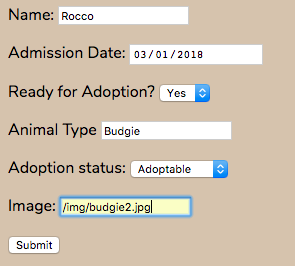 Name: Rocco
Admission Date: 03/01/2018
Ready for Adoption? Yes
Animal Type Budgie
Adoption status: Adoptable
Image: /img/budgie2.jpg
Submit